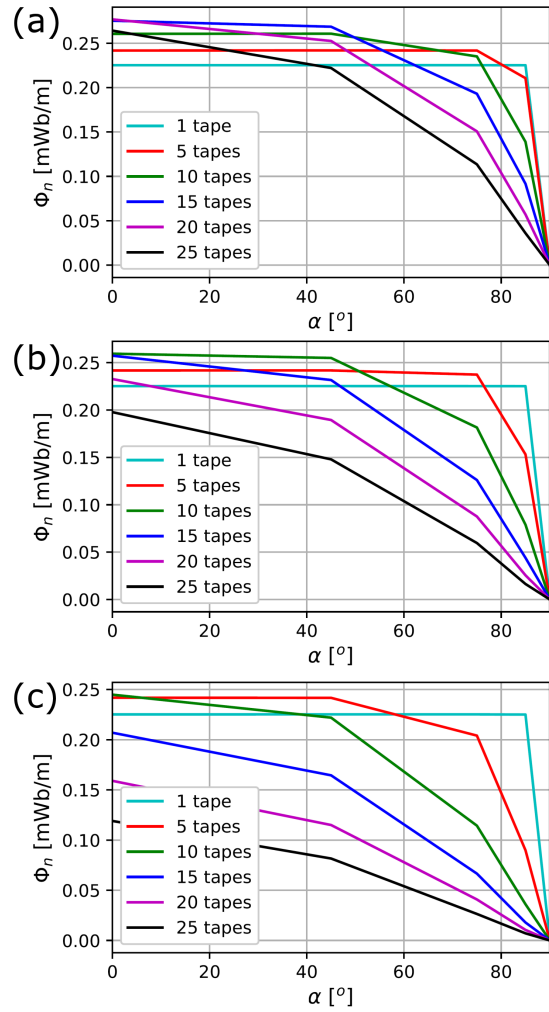 (a)
0.25
0.20
0.15
0.10
0.05
0.00
Φn [mWb/m]
1 tape
5 tapes
10 tapes
15 tapes
20 tapes
25 tapes
0 20 40 60 80
α [o]
(b)
0.25
0.20
0.15
0.10
0.05
0.00
Φn [mWb/m]
1 tape
5 tapes
10 tapes
15 tapes
20 tapes
25 tapes
0 20 40 60 80
α [o]
(c)
0.25
0.20
0.15
0.10
0.05
0.00
Φn [mWb/m]
1 tape
5 tapes
10 tapes
15 tapes
20 tapes
25 tapes
0 20 40 60 80
α [o]